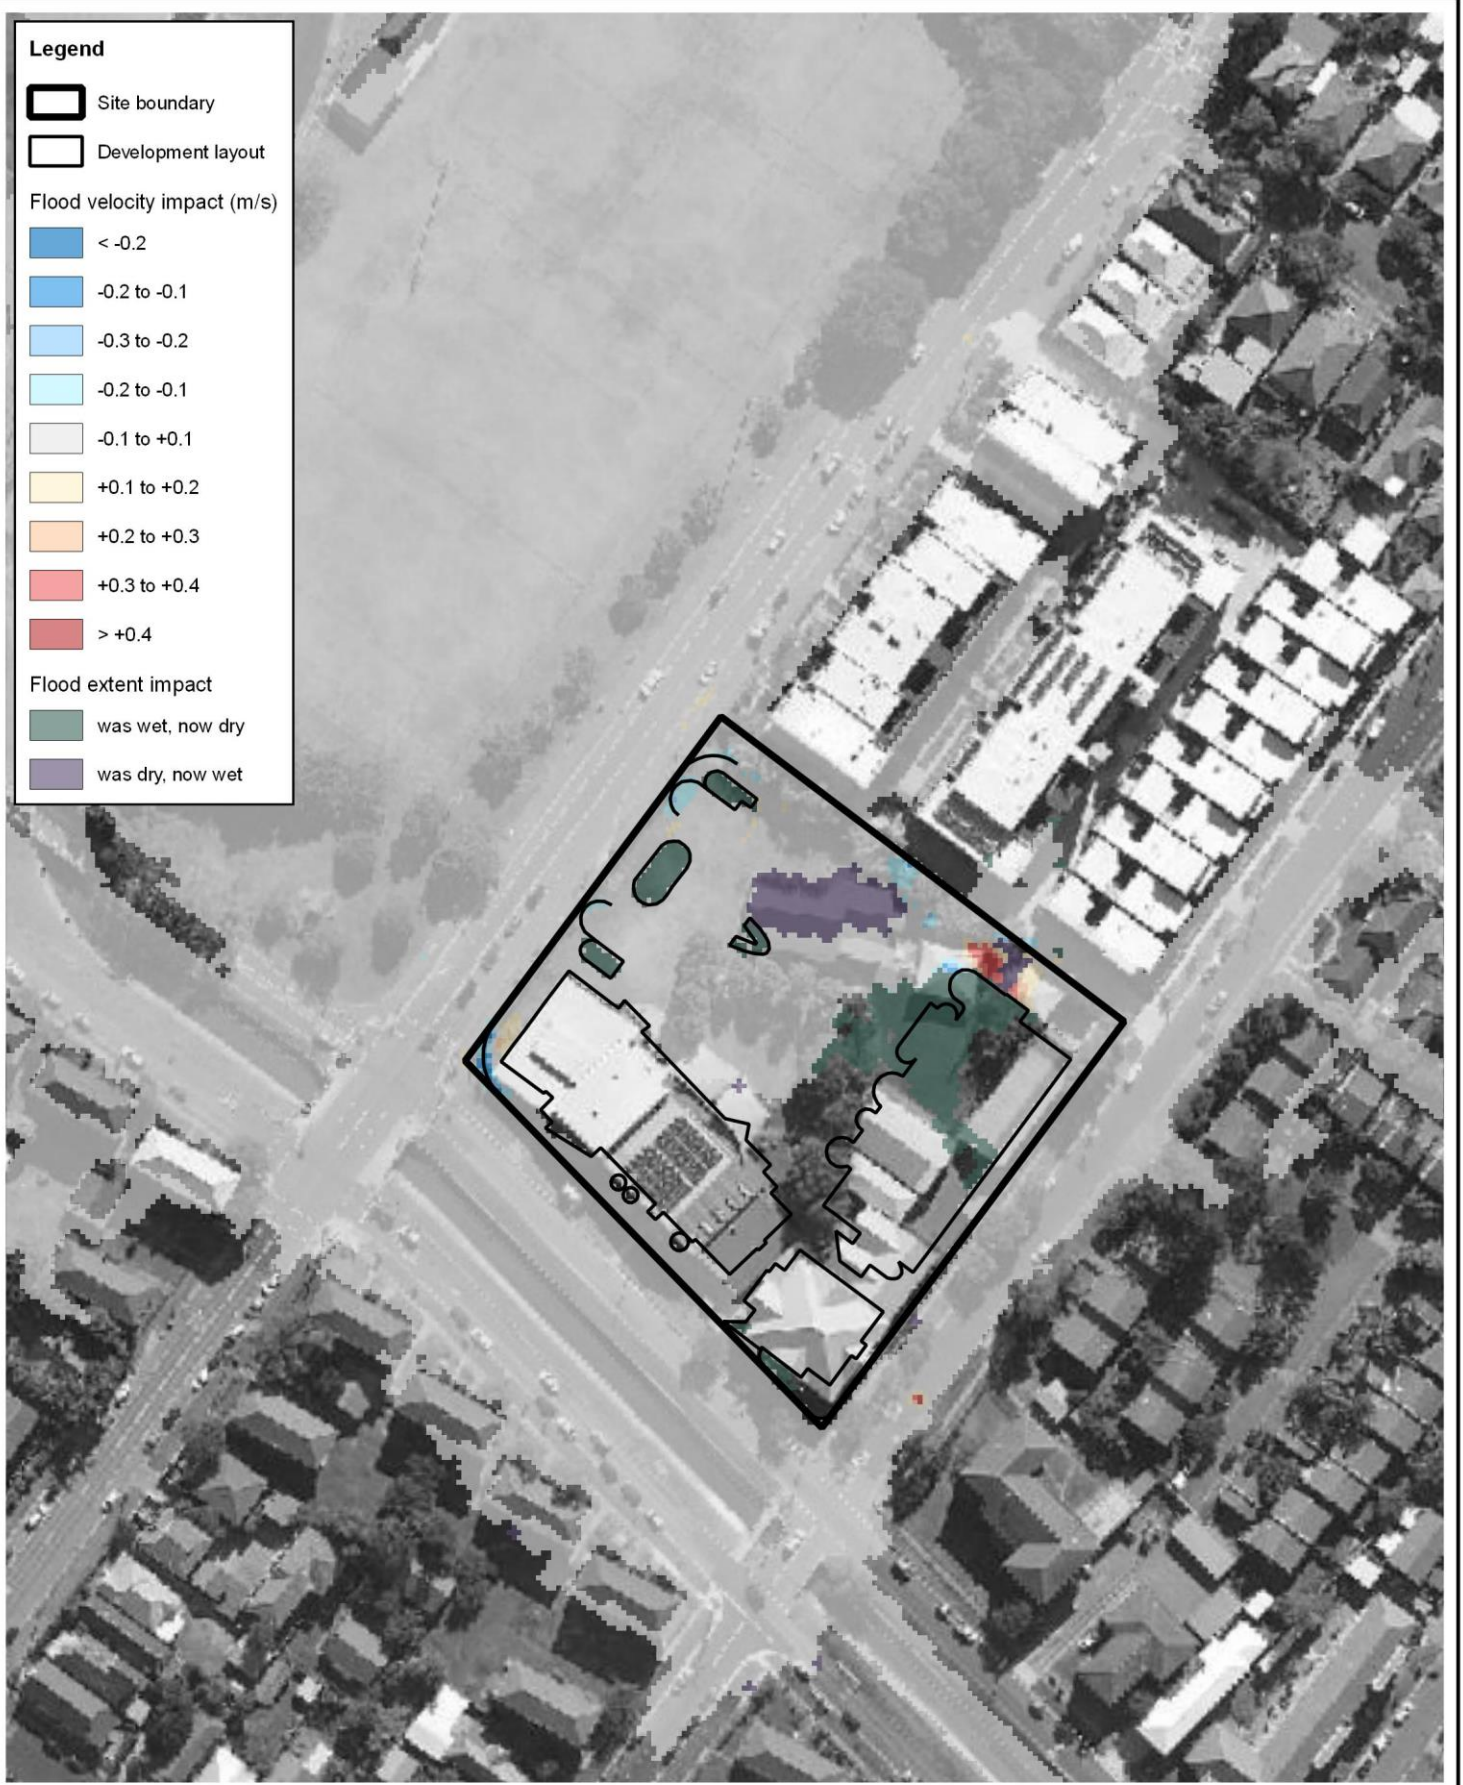 Legend
Site boundary
Development layout
Flood velocity impact (m/s)
< -0.2
-0.2 to -0.1
-0.3 to -0.2
-0.2 to -0.1
-0.1 to +0.1
+0.1 to +0.2
+0.2 to +0.3
+0.3 to +0.4
> +0.4
Flood extent impact
was wet, now dry
was dry, now wet